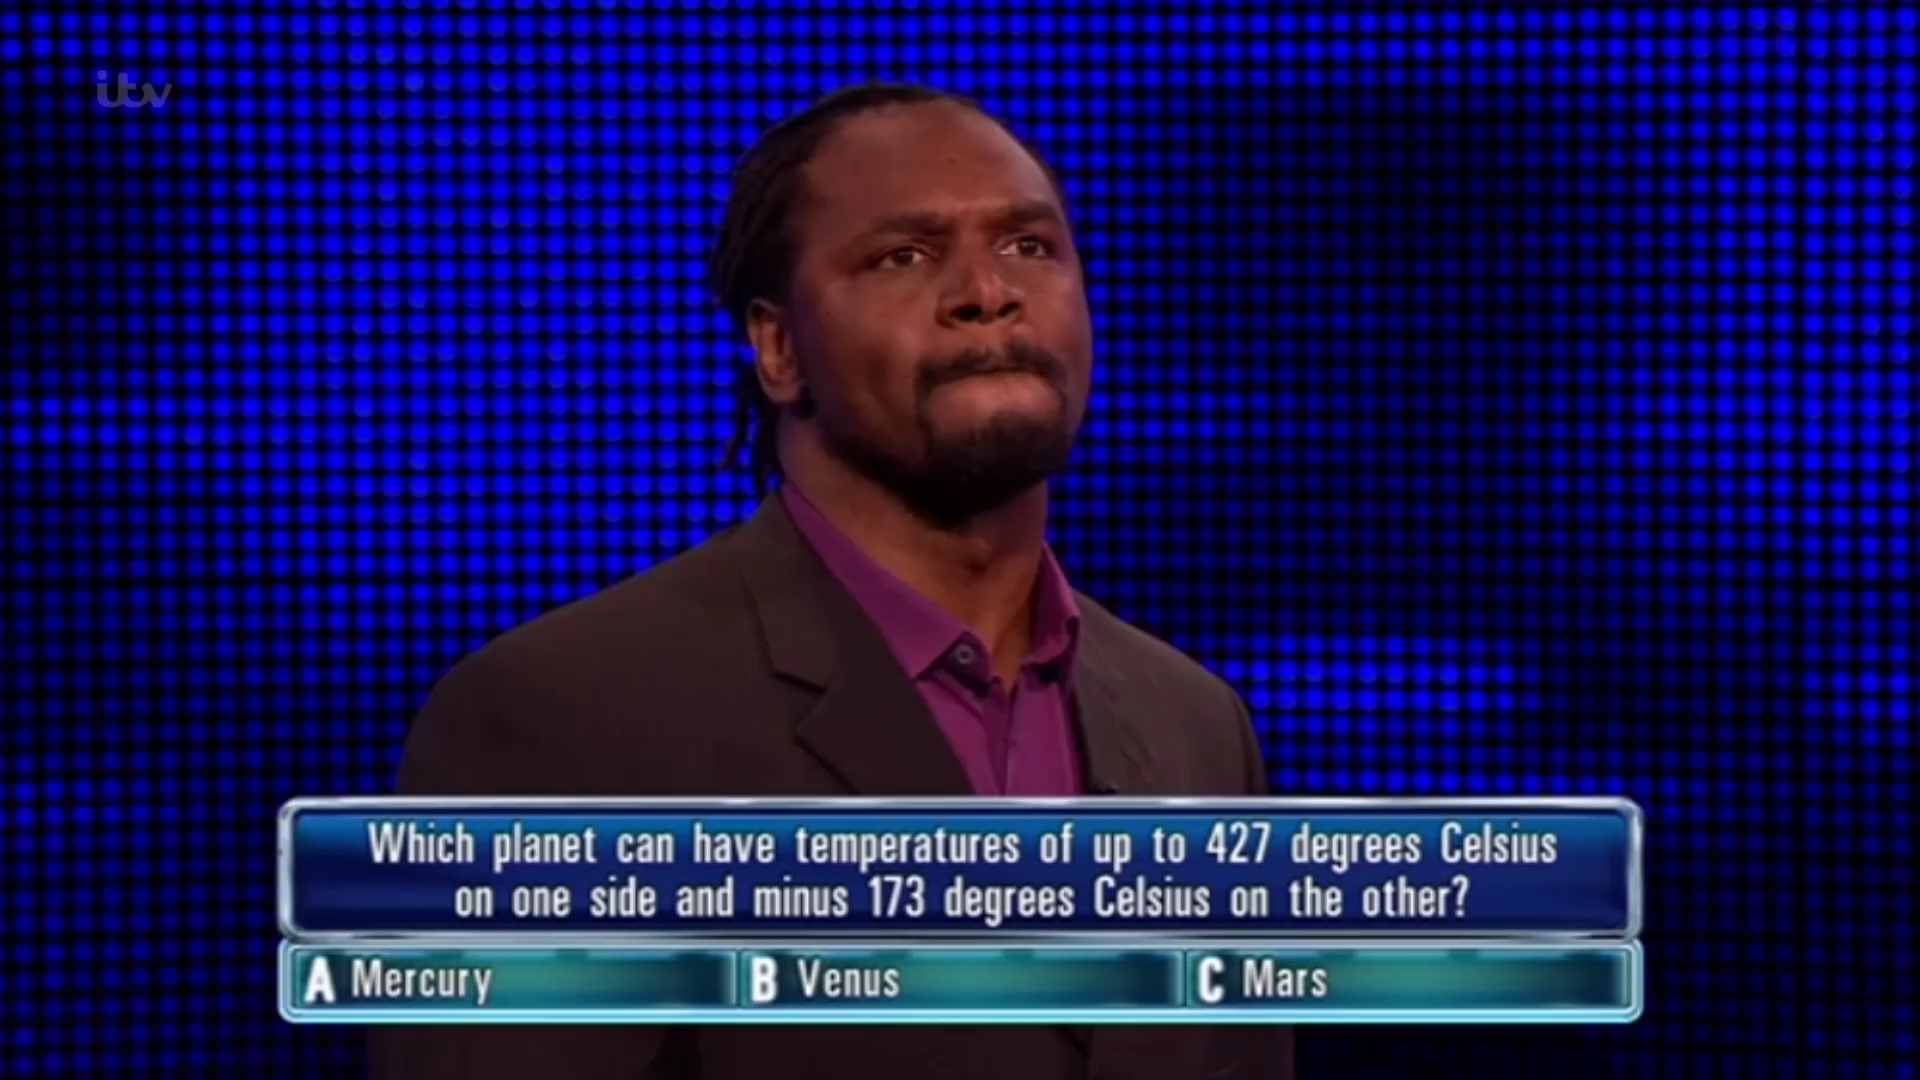 itv
Which planet can have temperatures of up to 427 degrees Celsius
on one side and minus 173 degrees Celsius on the other?
A Mercury
B Venus
C Mars